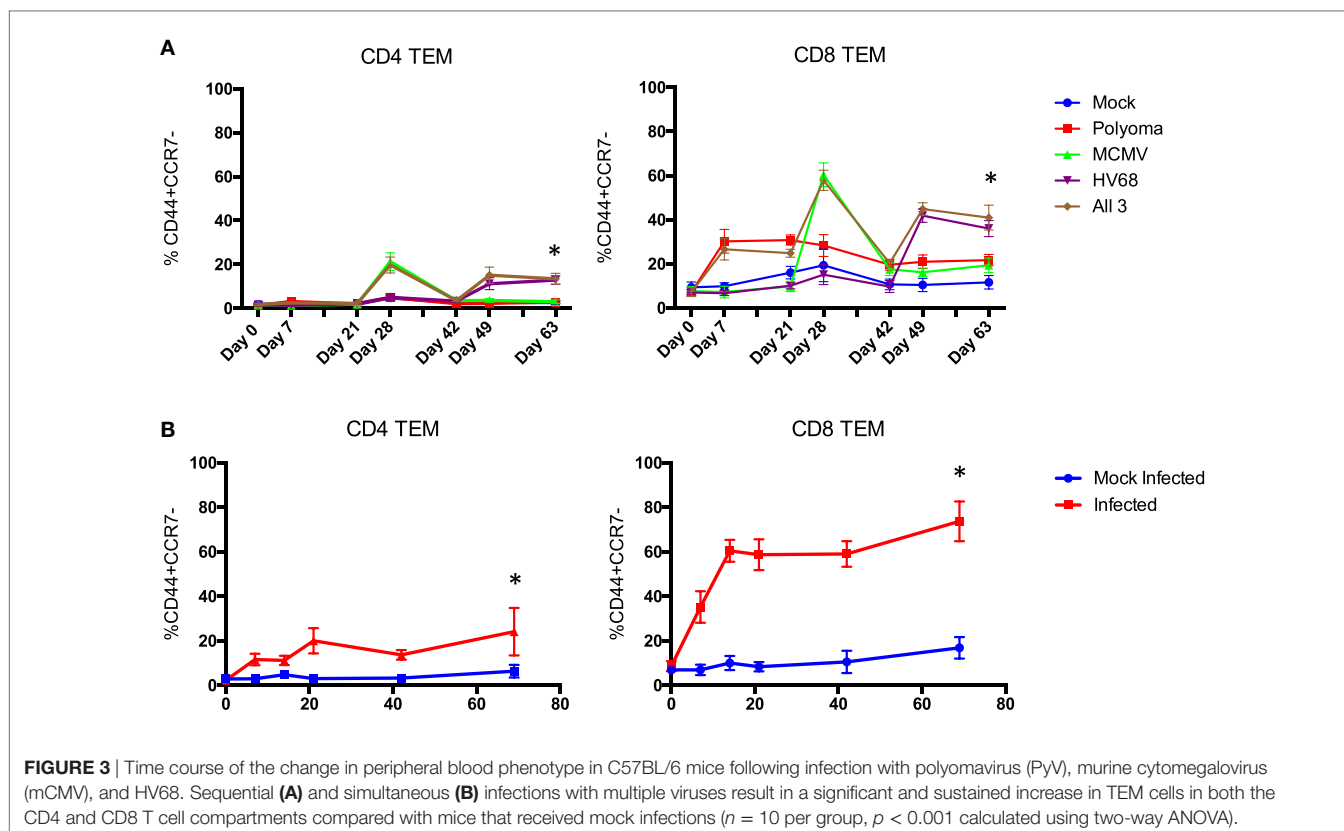 A
CD4 TEM
% CD44+CCR7-
100
80
60
40
20
0
*
Day 0
Day 7
Day 21
Day 28
Day 42
Day 49
Day 63
CD8 TEM
%CD44+CCR7-
100
80
60
40
20
0
*
Day 0
Day 7
Day 21
Day 28
Day 42
Day 49
Day 63
Mock
Polyoma
MCMV
HV68
All 3
B
CD4 TEM
%CD44+CCR7-
100
80
60
40
20
0
*
0 20 40 60 80
CD8 TEM
%CD44+CCR7-
100
80
60
40
20
0
*
0 20 40 60 80
Mock Infected
Infected
FIGURE 3 | Time course of the change in peripheral blood phenotype in C57BL/6 mice following infection with polyomavirus (PyV), murine cytomegalovirus
(mCMV), and HV68. Sequential (A) and simultaneous (B) infections with multiple viruses result in a significant and sustained increase in TEM cells in both the
CD4 and CD8 T cell compartments compared with mice that received mock infections (n = 10 per group, p < 0.001 calculated using two-way ANOVA).